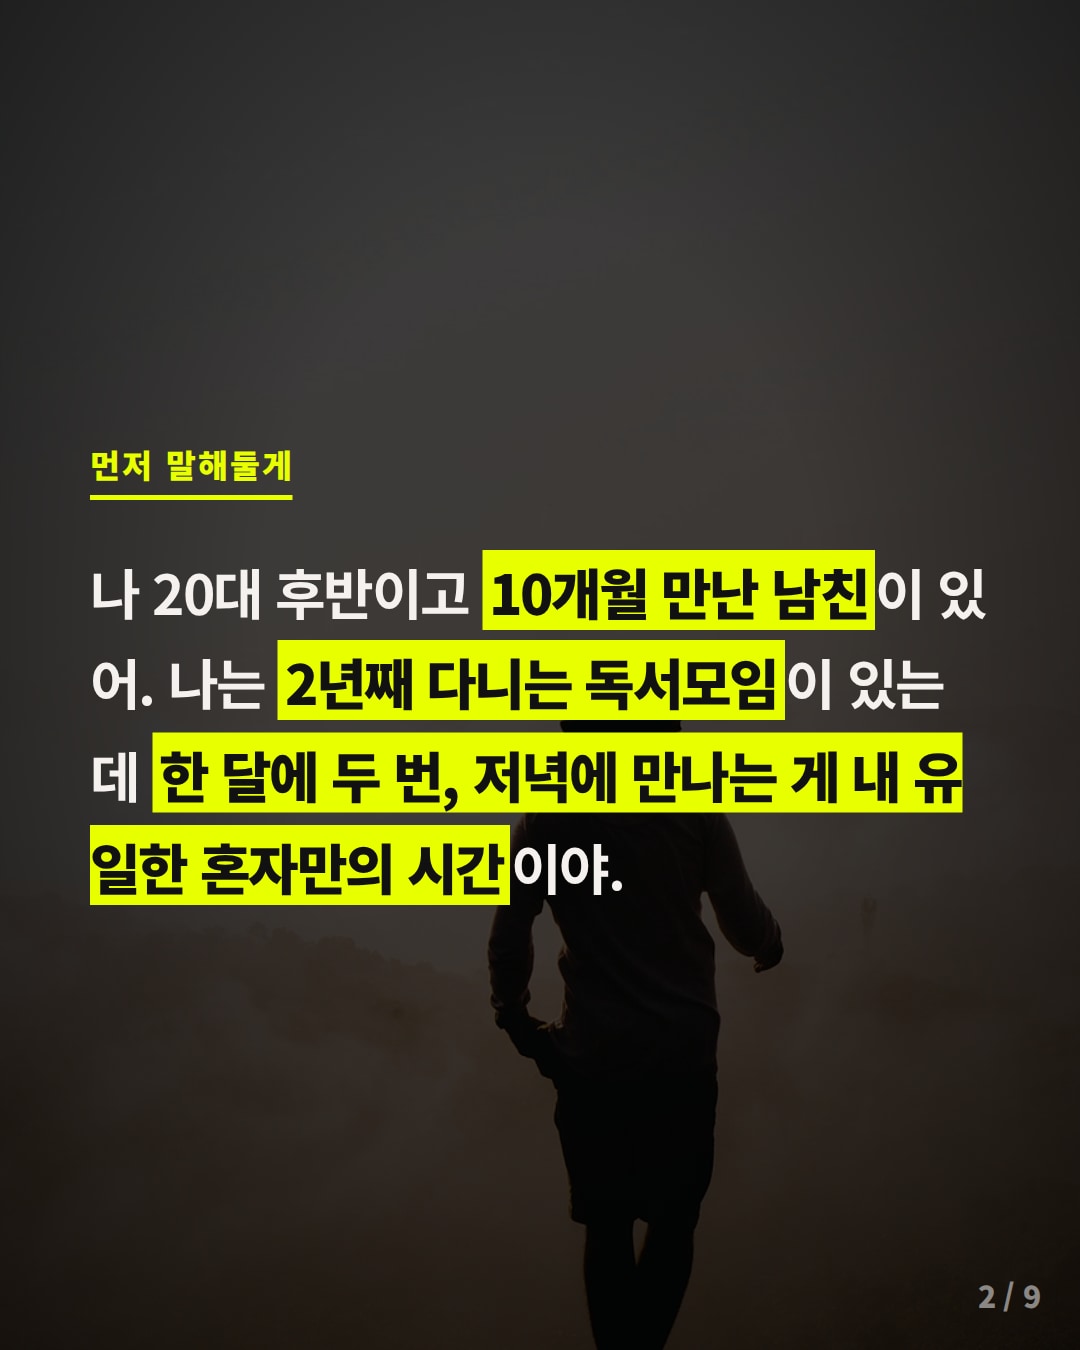 먼저 말해둘게
나 20대 후반이고 10개월 만난 남친이 있
어. 나는 2년째 다니는 독서모임이 있는
데 한 달에 두 번, 저녁에 만나는 게 내 유
일한 혼자만의 시간이야.
2 / 9